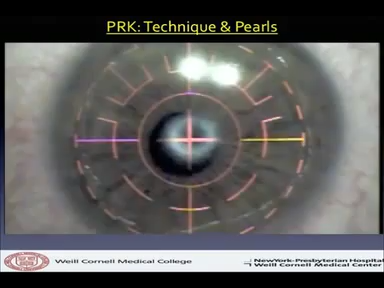 PRK: Technique & Pearls
Weill Cornell Medical College
NewYork-Presbyterian Hospital
Weill Cornell Medical Center